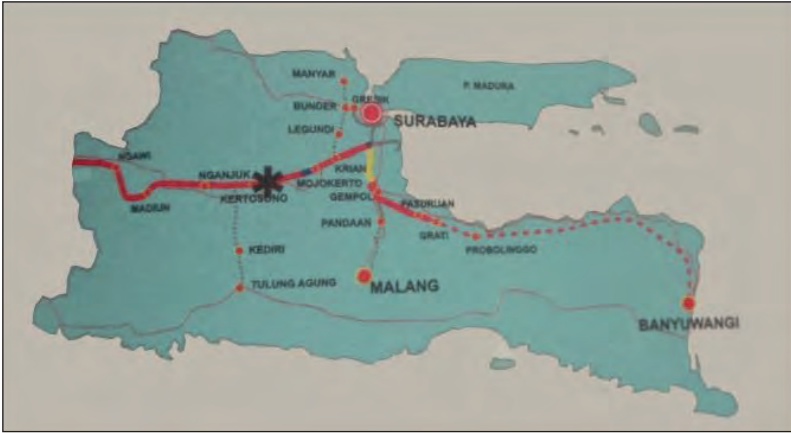 MANYAR
P. MADURA
BUNDER
GRESIK
SURABAYA
LEGUNDI
NGAWI
NGANJUK
KRIAN
MOJOKERTO
MADIUN
KERTOSONO
GEMPOL
PASURUAN
PANDAAN
GRATI
PROBOLINGGO
KEDIRI
TULUNG AGUNG
MALANG
BANYUWANGI